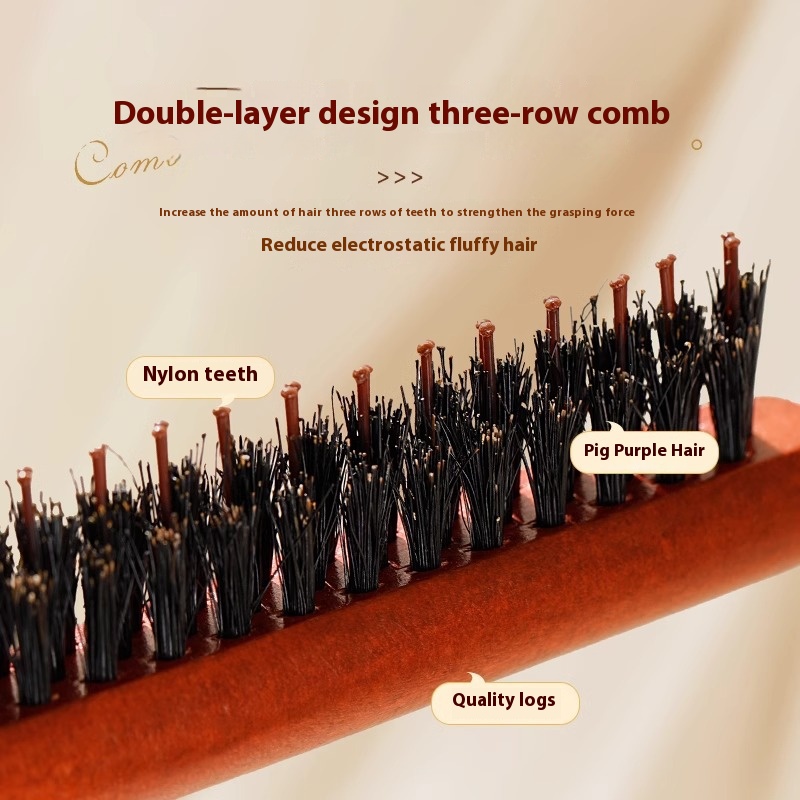 Double-layer design three-row comb
Com
>>>
Increase the amount of hair three rows of teeth to strengthen the grasping force
Reduce electrostatic fluffy hair
Nylon teeth
Pig Purple Hair
Quality logs